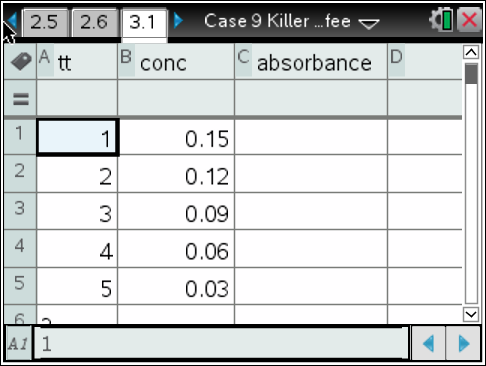 2.5 2.6 3.1 Case 9 Killer ...fee
A tt B conc C absorbance D
=
1 1 0.15
2 2 0.12
3 3 0.09
4 4 0.06
5 5 0.03
6
A1 1